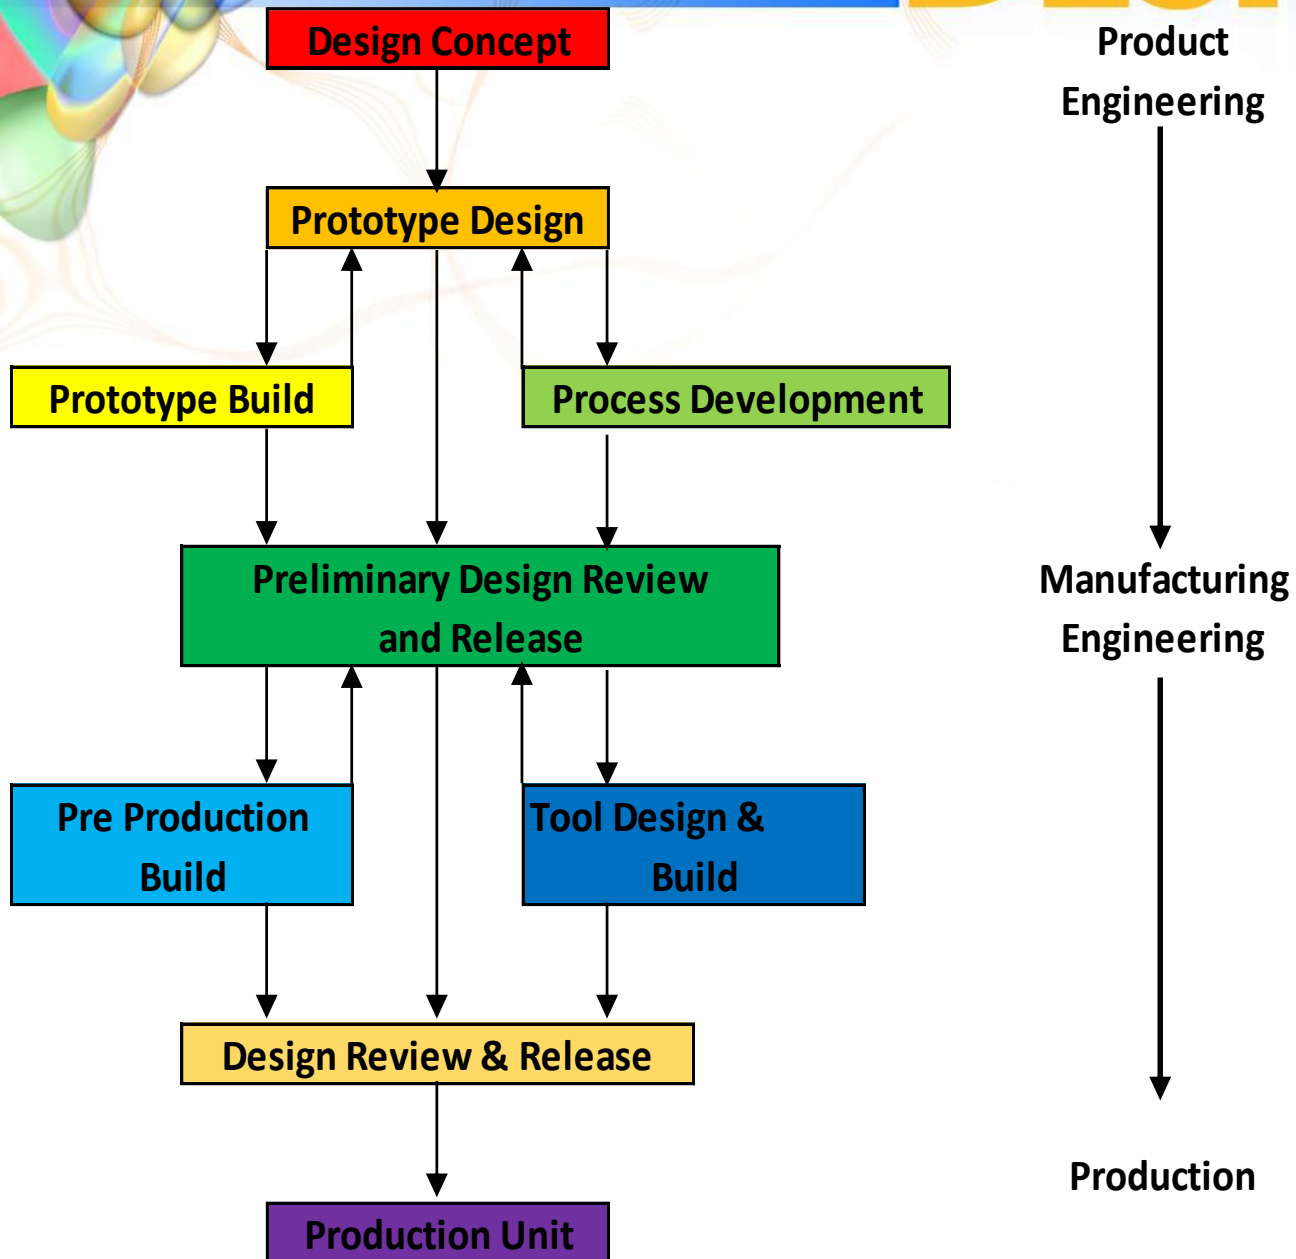 Design Concept
Product
Engineering
Prototype Design
Prototype Build
Process Development
Preliminary Design Review
and Release
Manufacturing
Engineering
Pre Production
Build
Tool Design &
Build
Design Review & Release
Production
Production Unit